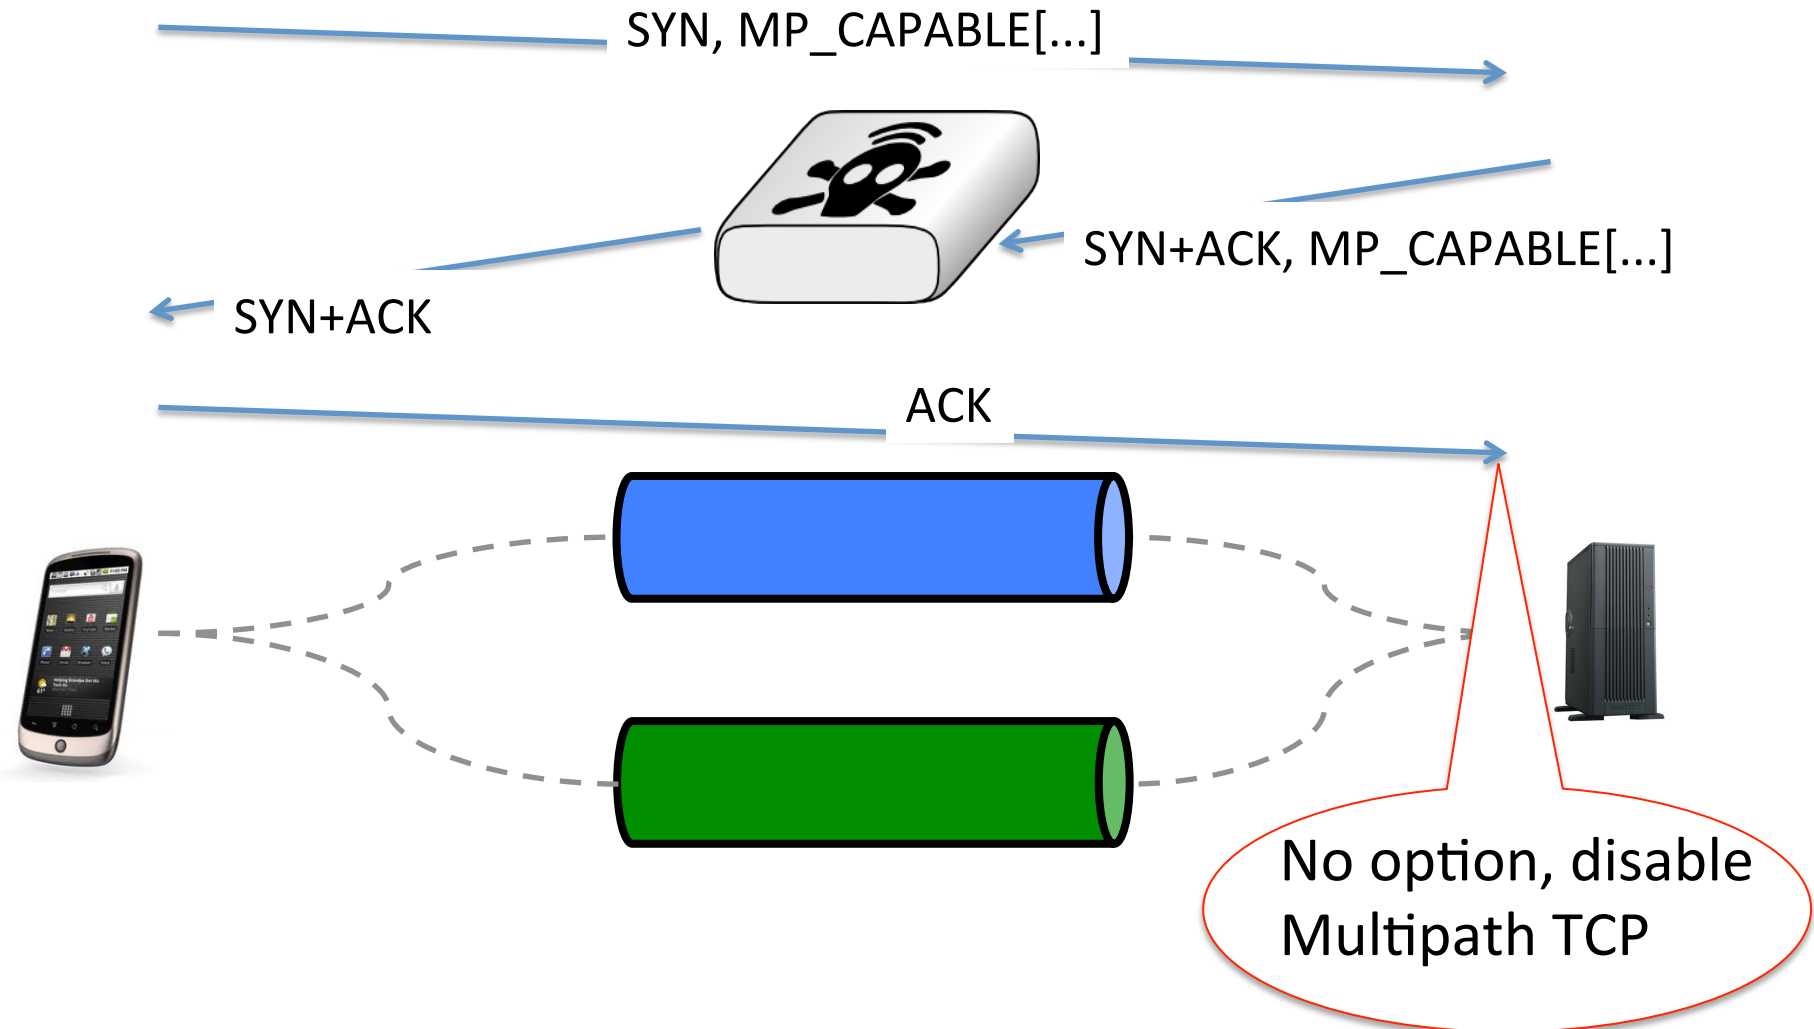 SYN, MP_CAPABLE[...]
SYN+ACK, MP_CAPABLE[...]
SYN+ACK
ACK
No option, disable
Multipath TCP